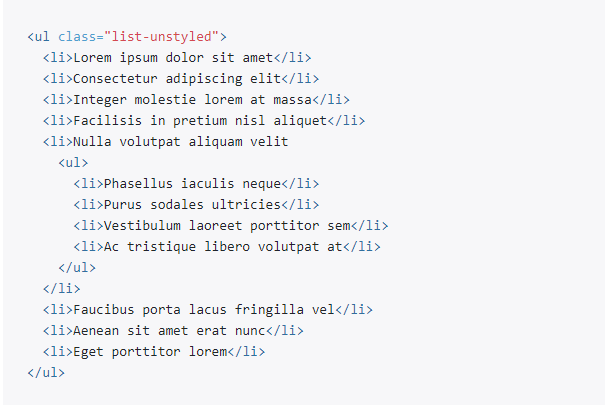 <ul class="list-unstyled">
  <li>Lorem ipsum dolor sit amet</li>
  <li>Consectetur adipiscing elit</li>
  <li>Integer molestie lorem at massa</li>
  <li>Facilisis in pretium nisl aliquet</li>
  <li>Nulla volutpat aliquam velit
    <ul>
      <li>Phasellus iaculis neque</li>
      <li>Purus sodales ultricies</li>
      <li>Vestibulum laoreet porttitor sem</li>
      <li>Ac tristique libero volutpat at</li>
    </ul>
  </li>
  <li>Faucibus porta lacus fringilla vel</li>
  <li>Aenean sit amet erat nunc</li>
  <li>Eget porttitor lorem</li>
</ul>